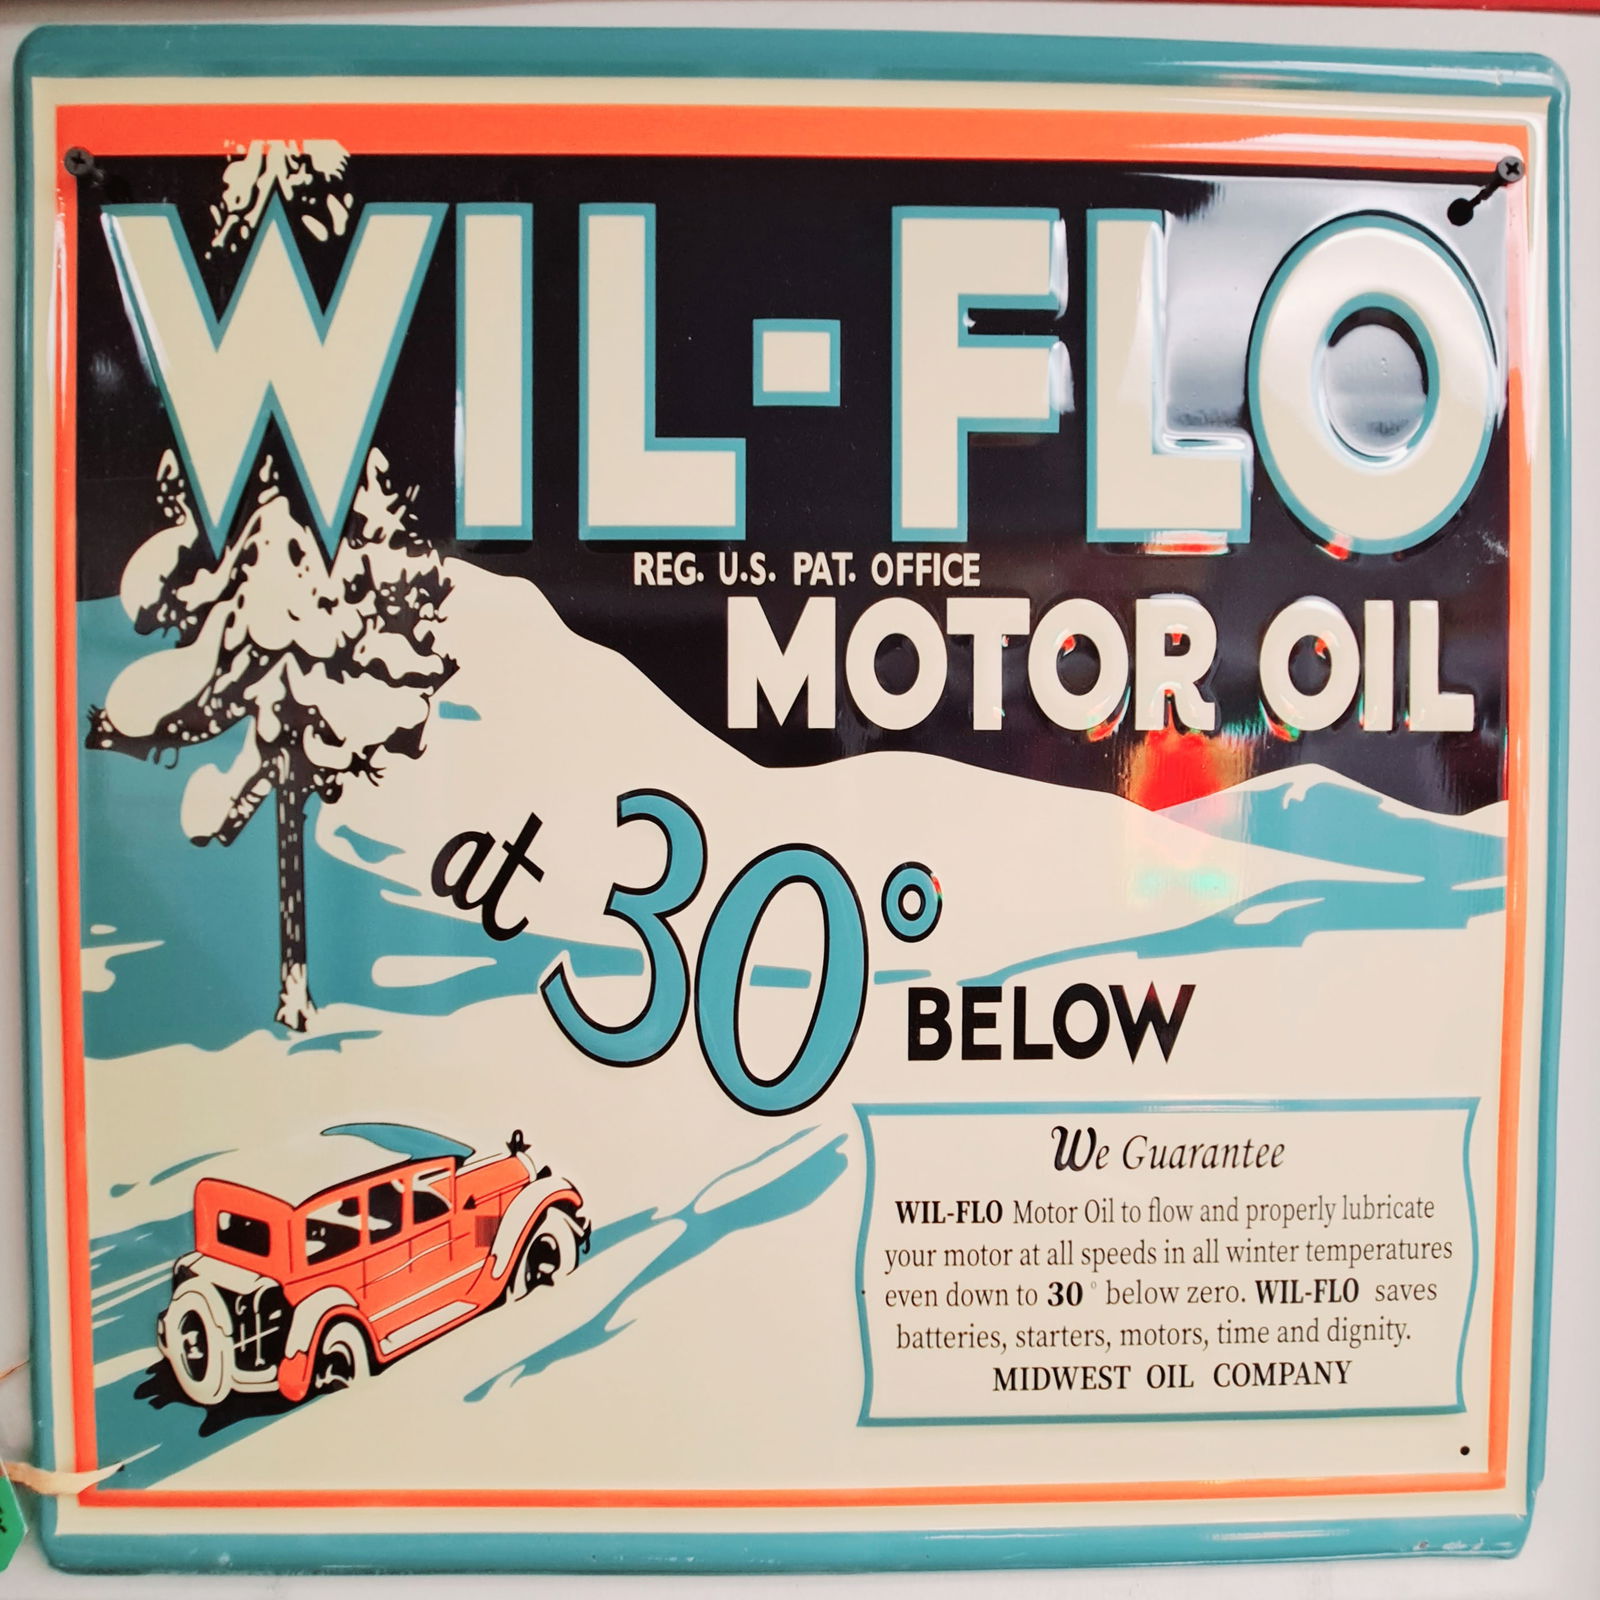 WIL-FLO
REG. U.S. PAT. OFFICE
MOTOR OIL
at 30°
BELOW
We Guarantee
WIL-FLO Motor Oil to flow and properly lubricate
your motor at all speeds in all winter temperatures
even down to 30° below zero. WIL-FLO saves
batteries, starters, motors, time and dignity.
MIDWEST OIL COMPANY